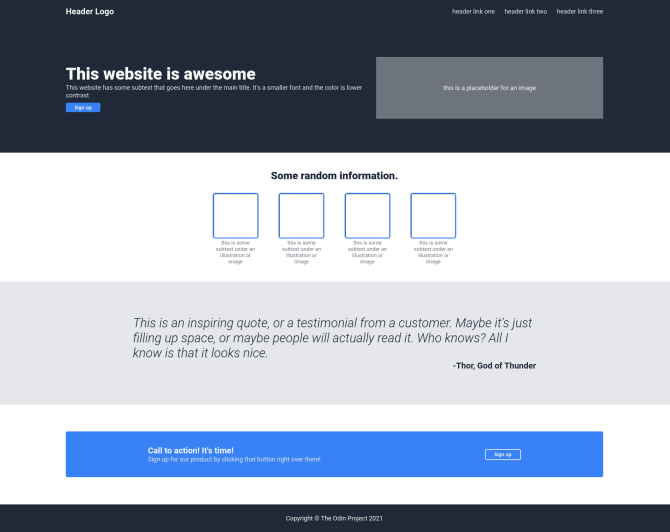 Header Logo
header link one
header link two
header link three
This website is awesome
This website has some subtext that goes here under the main title. It's a smaller font and the color is lower
contrast
Sign up
this is a placeholder for an image
Some random information.
this is some
subtext under an
illustration or
image
this is some
subtext under an
illustration or
image
this is some
subtext under an
illustration or
image
this is some
subtext under an
illustration or
image
This is an inspiring quote, or a testimonial from a customer. Maybe it's just
filling up space, or maybe people will actually read it. Who knows? All I
know is that it looks nice.
-Thor, God of Thunder
Call to action! It's time!
Sign up for our product by clicking that button right over there!
Sign up
Copyright © The Odin Project 2021